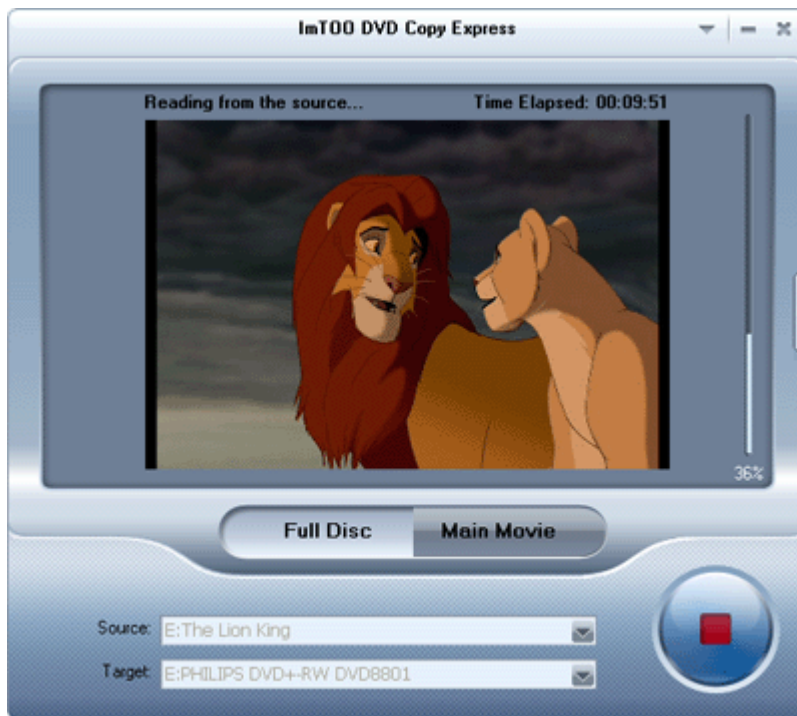 ImTOO DVD Copy Express
Reading from the source... Time Elapsed: 00:09:51
36%
Full Disc Main Movie
Source: E:The Lion King
Target: E:PHILIPS DVD+-RW DVD8801